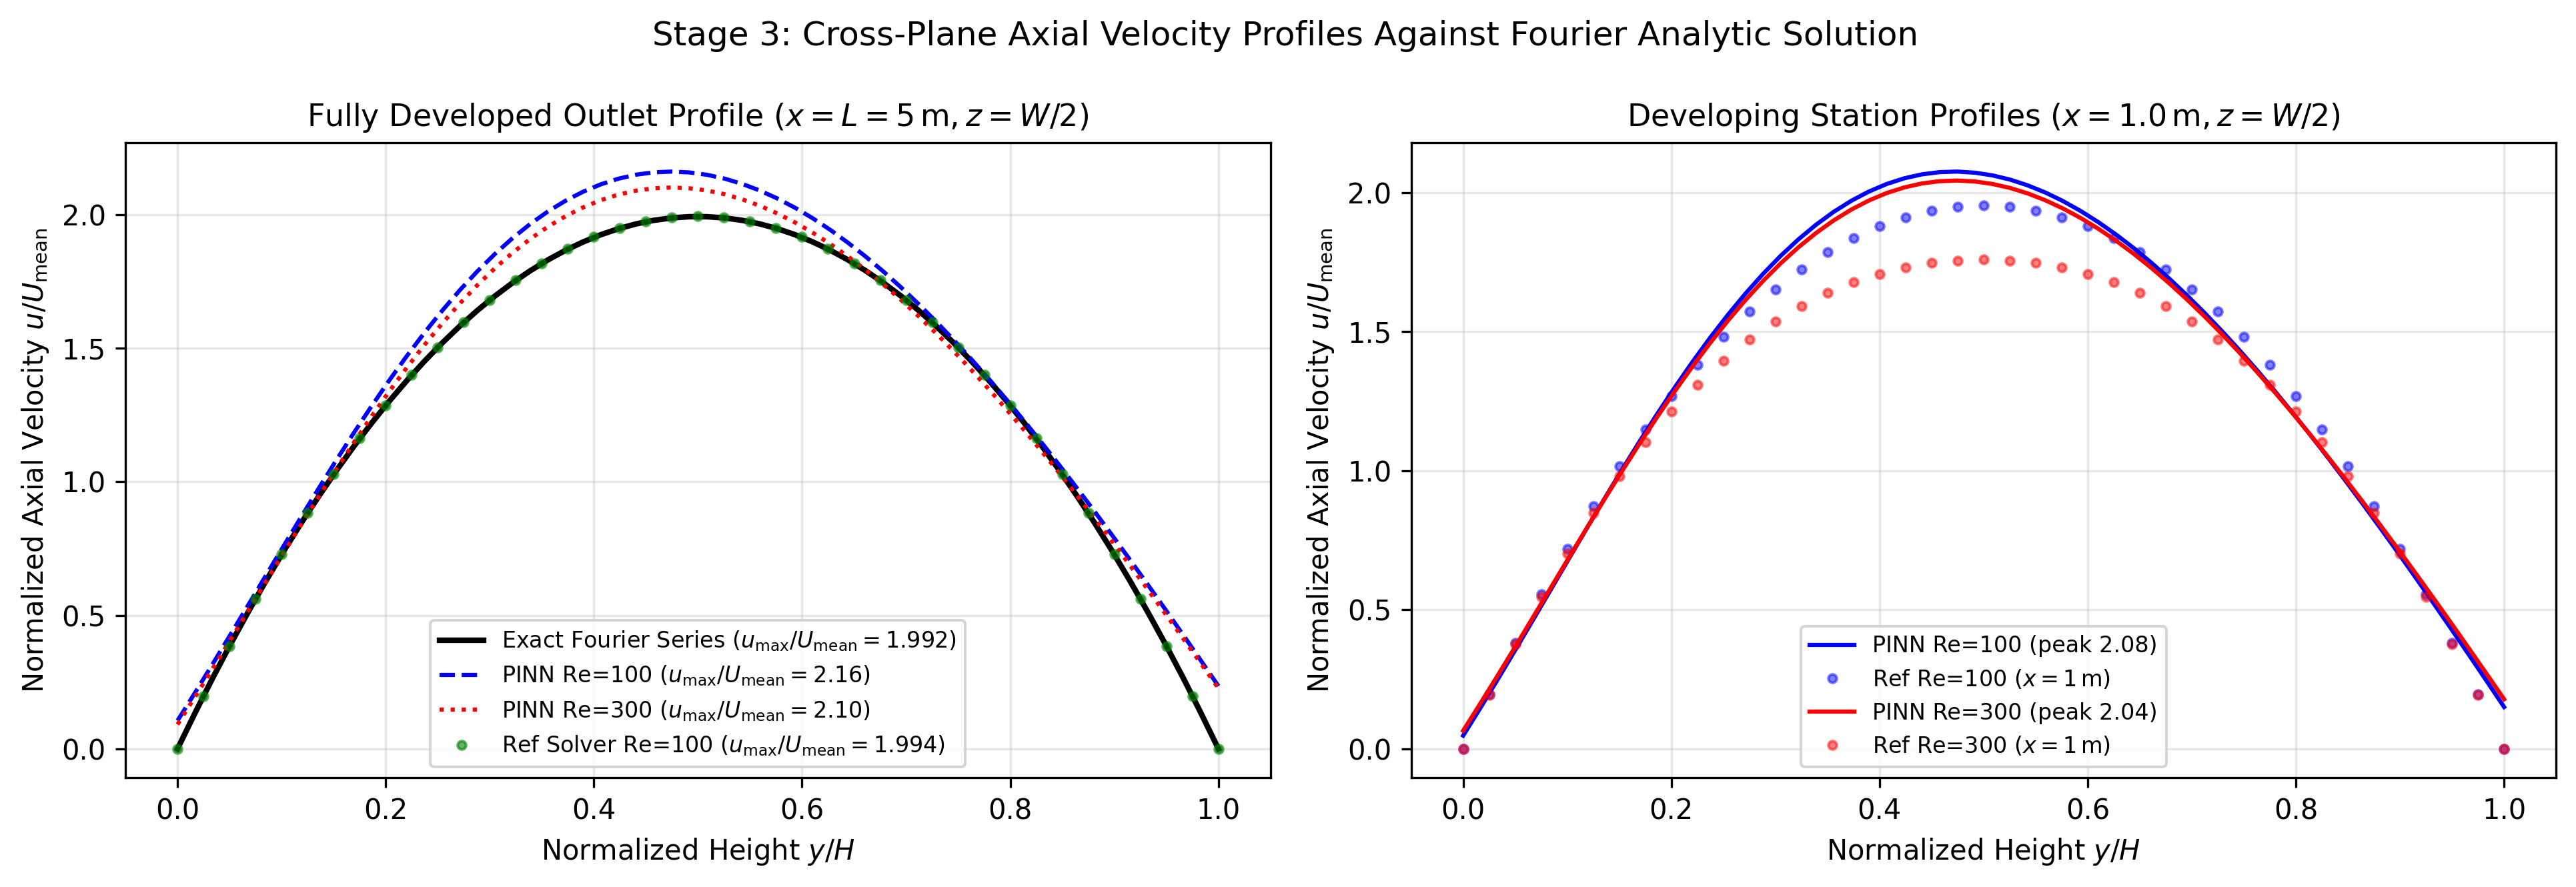 Stage 3: Cross-Plane Axial Velocity Profiles Against Fourier Analytic Solution
Fully Developed Outlet Profile (x = L = 5 m, z = W/2)
Normalized Axial Velocity u/U_mean
2.0
1.5
1.0
0.5
0.0
Exact Fourier Series (u_max/U_mean = 1.992)
PINN Re=100 (u_max/U_mean = 2.16)
PINN Re=300 (u_max/U_mean = 2.10)
Ref Solver Re=100 (u_max/U_mean = 1.994)
0.0 0.2 0.4 0.6 0.8 1.0
Normalized Height y/H
Developing Station Profiles (x = 1.0 m, z = W/2)
Normalized Axial Velocity u/U_mean
2.0
1.5
1.0
0.5
0.0
PINN Re=100 (peak 2.08)
Ref Re=100 (x = 1 m)
PINN Re=300 (peak 2.04)
Ref Re=300 (x = 1 m)
0.0 0.2 0.4 0.6 0.8 1.0
Normalized Height y/H